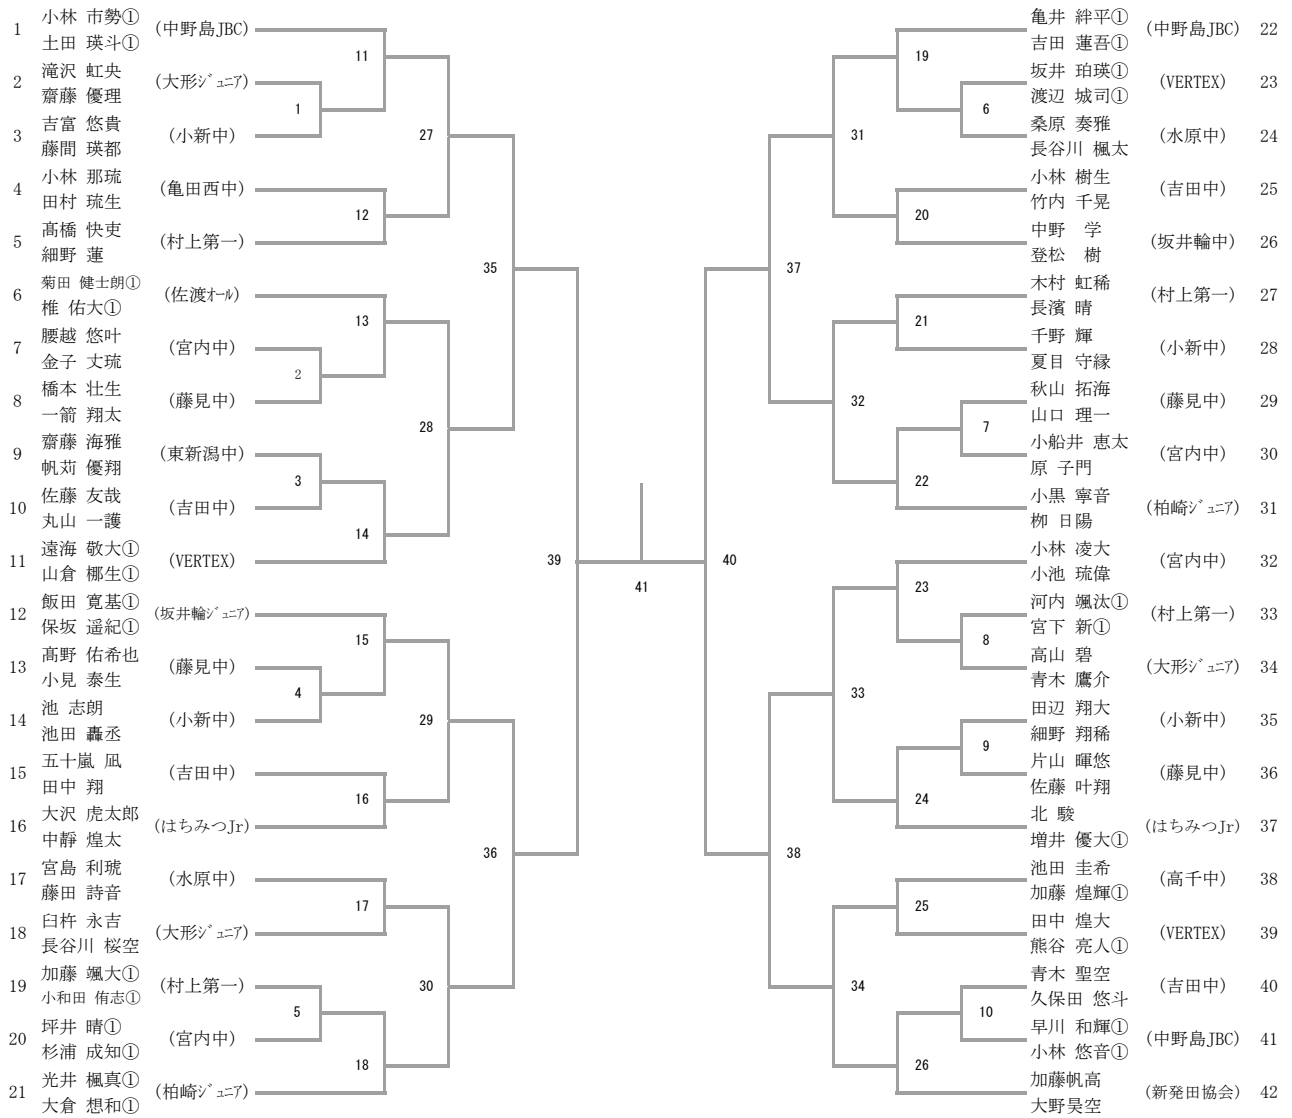 1 小林 市勢① (中野島JBC)
土田 瑛斗①
2 滝沢 虹央 (大形ｼﾞｭﾆｱ)
齋藤 優理
3 吉富 悠貴 (小新中)
藤間 瑛都
4 小林 那琉 (亀田西中)
田村 琉生
5 髙橋 快吏 (村上第一)
細野 蓮
6 菊田 健士朗① (佐渡ｵｰﾙ)
椎 佑大①
7 腰越 悠叶 (宮内中)
金子 丈琉
8 橋本 壮生 (藤見中)
一箭 翔太
9 齋藤 海雅 (東新潟中)
帆苅 優翔
10 佐藤 友哉 (吉田中)
丸山 一護
11 遠海 敬大① (VERTEX)
山倉 梛生①
12 飯田 寛基① (坂井輪ｼﾞｭﾆｱ)
保坂 遥紀①
13 髙野 佑希也 (藤見中)
小見 泰生
14 池 志朗 (小新中)
池田 轟丞
15 五十嵐 凪 (吉田中)
田中 翔
16 大沢 虎太郎 (はちみつJr)
中靜 煌太
17 宮島 利琥 (水原中)
藤田 詩音
18 臼杵 永吉 (大形ｼﾞｭﾆｱ)
長谷川 桜空
19 加藤 颯大① (村上第一)
小和田 侑志①
20 坪井 晴① (宮内中)
杉浦 成知①
21 光井 楓真① (柏崎ｼﾞｭﾆｱ)
大倉 想和①
11
1
27
12
35
13
2
28
3
14
39
15
4
29
16
36
17
30
5
18
41
40
19
6
31
20
37
21
32
7
22
23
8
33
9
24
38
25
34
10
26
亀井 絆平① (中野島JBC) 22
吉田 蓮吾①
坂井 珀瑛① (VERTEX) 23
渡辺 城司①
桑原 奏雅 (水原中) 24
長谷川 楓太
小林 樹生 (吉田中) 25
竹内 千晃
中野 学 (坂井輪中) 26
登松 樹
木村 虹稀 (村上第一) 27
長濱 晴
千野 輝 (小新中) 28
夏目 守縁
秋山 拓海 (藤見中) 29
山口 理一
小船井 恵太 (宮内中) 30
原 子門
小黒 寧音 (柏崎ｼﾞｭﾆｱ) 31
栁 日陽
小林 凌大 (宮内中) 32
小池 琉偉
河内 颯汰① (村上第一) 33
宮下 新①
高山 碧 (大形ｼﾞｭﾆｱ) 34
青木 鷹介
田辺 翔大 (小新中) 35
細野 翔稀
片山 暉悠 (藤見中) 36
佐藤 叶翔
北 駿 (はちみつJr) 37
増井 優大①
池田 圭希 (高千中) 38
加藤 煌輝①
田中 煌大 (VERTEX) 39
熊谷 亮人①
青木 聖空 (吉田中) 40
久保田 悠斗
早川 和輝① (中野島JBC) 41
小林 悠音①
加藤帆高 (新発田協会) 42
大野昊空